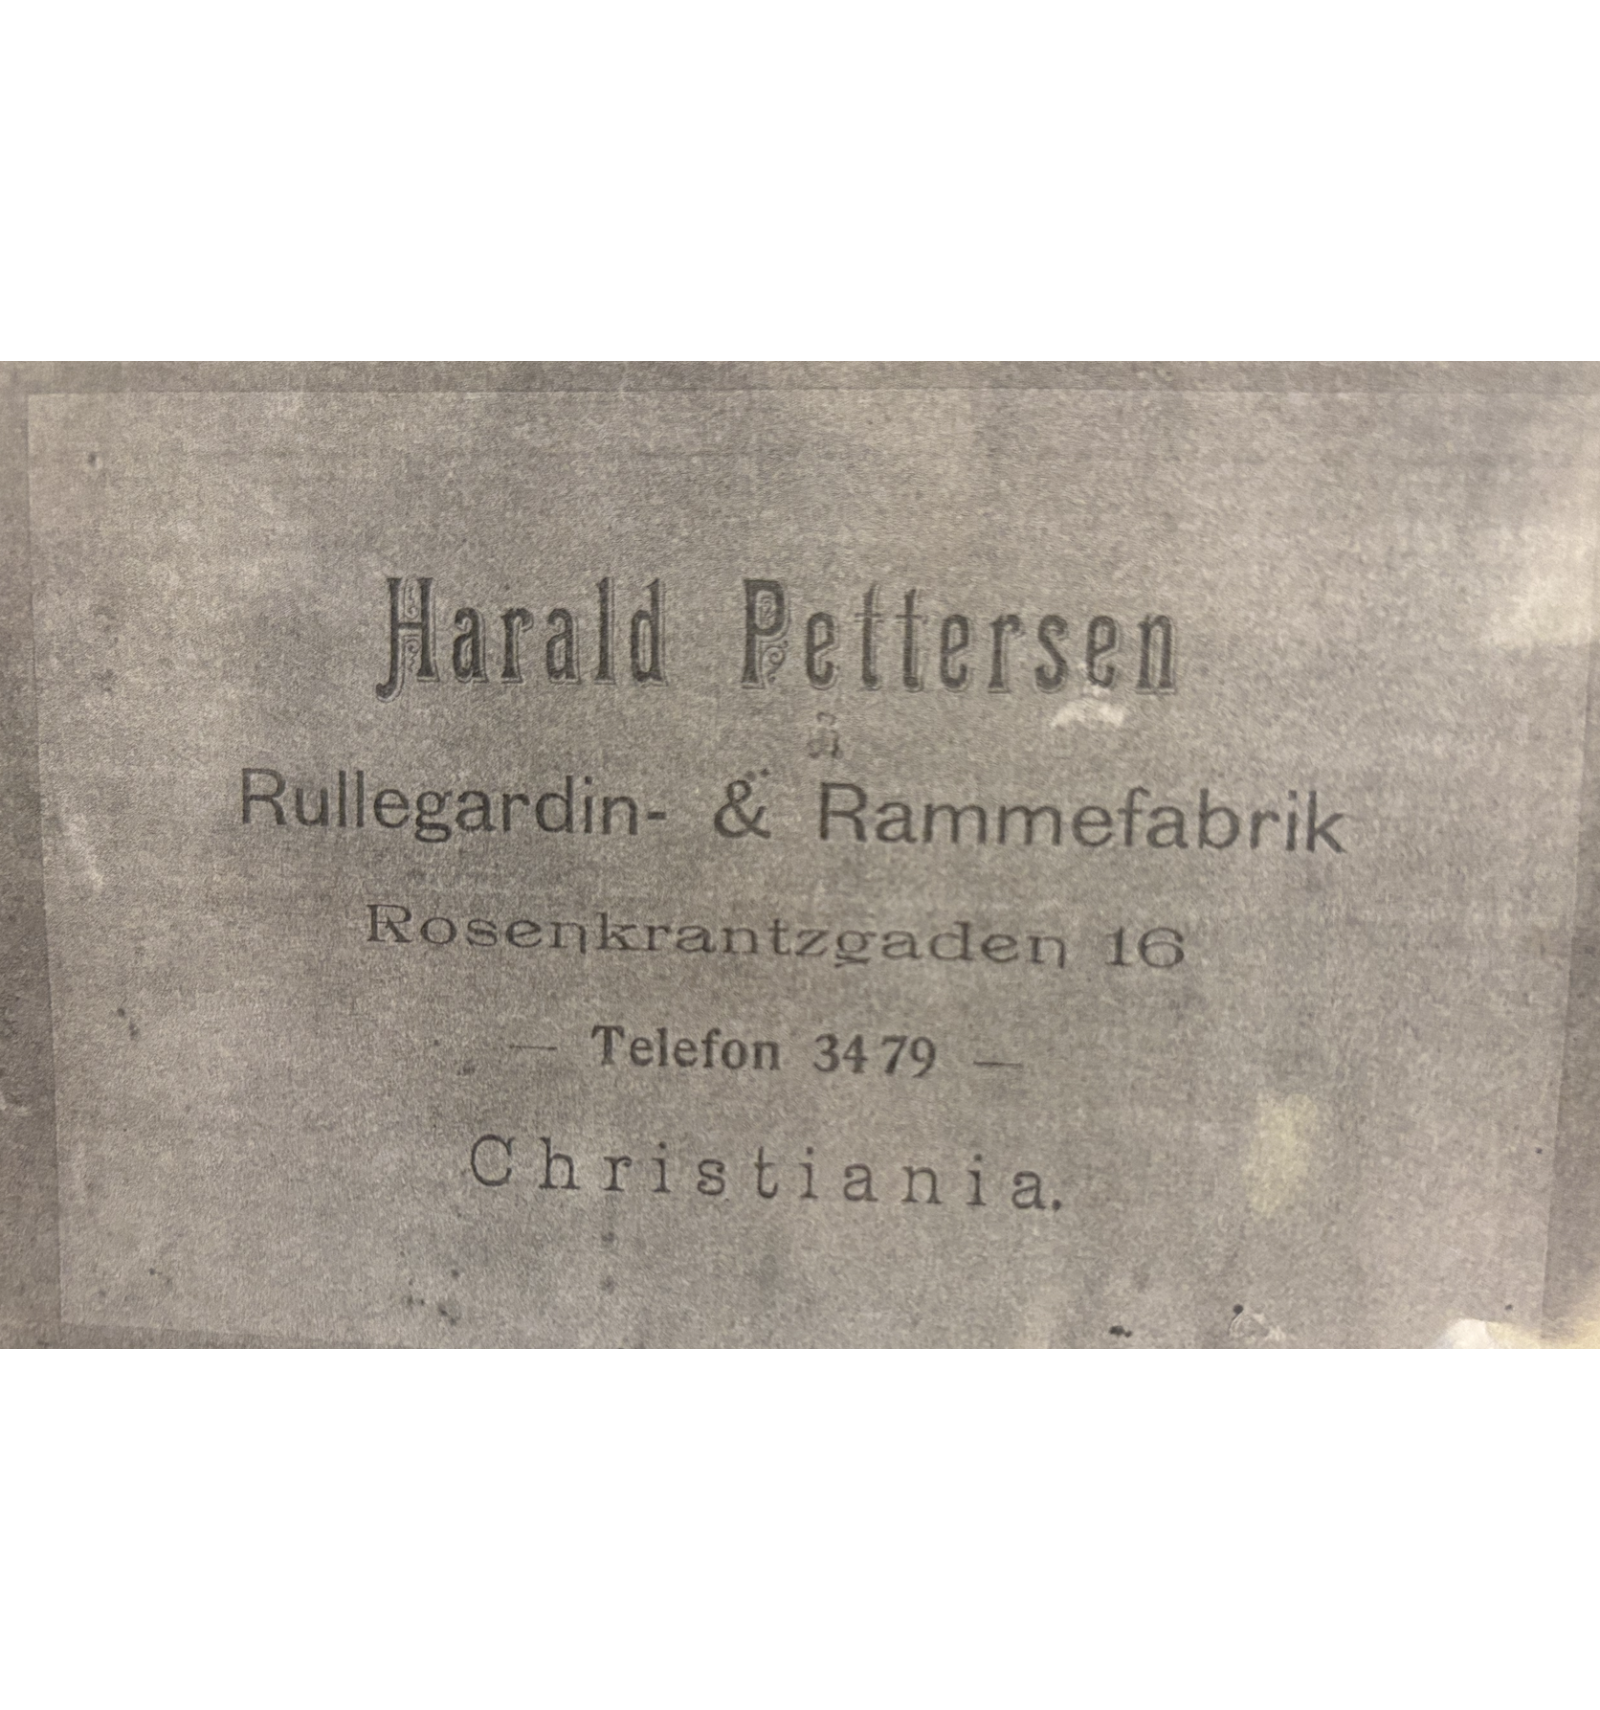 Harald Pettersen
Rullegardin- & Rammefabrik
Rosenkrantzgaden 16
— Telefon 3479 —
Christiania.